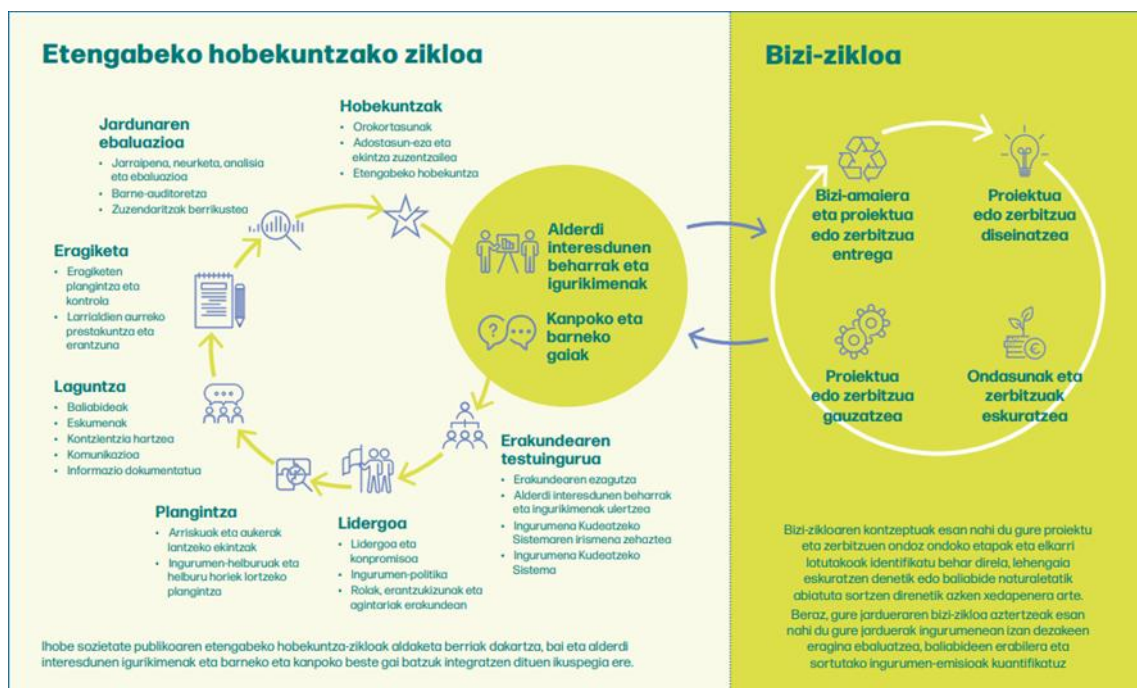 Etengabeko hobekuntzako zikloa
Hobekuntzak
• Orokortasunak
• Adostasun-eza eta
ekintza zuzentzailea
• Etengabeko hobekuntza
Jardunaren
ebaluazioa
• Jarraipena, neurketa, analisia
eta ebaluazioa
• Barne-auditoretza
• Zuzendaritzak berrikustea
Eragiketa
• Eragiketen
plangintza eta
kontrola
• Larrialdien aurreko
prestakuntza eta
erantzuna
Laguntza
• Baliabideak
• Eskumenak
• Kontzientzia hartzea
• Komunikazioa
• Informazio dokumentatua
Plangintza
• Arriskuak eta aukerak
lantzeko ekintzak
• Ingurumen-helburuak eta
helburu horiek lortzeko
plangintza
Lidergoa
• Lidergoa eta
konpromisoa
• Ingurumen-politika
• Rolak, erantzukizunak eta
agintariak erakundean
Erakundearen
testuingurua
• Erakundearen ezagutza
• Alderdi interesdunen beharrak
eta ingurikimenak ulertzea
• Ingurumena Kudeatzeko
Sistemaren irismena zehaztea
• Ingurumena Kudeatzeko
Sistema
Alderdi
interesdunen
beharrak eta
igurikimenak
Kanpoko eta
barneko
gaiak
Ihobe sozietate publikoaren etengabeko hobekuntza-zikloak aldaketa berriak dakartza, bai eta alderdi
interesdunen igurikimenak eta barneko eta kanpoko beste gai batzuk integratzen dituen ikuspegia ere.
Bizi-zikloa
Bizi-amaiera
eta proiektua
edo zerbitzua
entrega
Proiektua
edo zerbitzua
diseinatzea
Proiektua
edo zerbitzua
gauzatzea
Ondasunak eta
zerbitzuak
eskuratzea
Bizi-zikloaren kontzeptuak esan nahi du gure proiektu
eta zerbitzuen ondoz ondoko etapak eta elkarri
lotutakoak identifikatu behar direla, lehengaia
eskuratzen denetik edo baliabide naturaletatik
abiatuta sortzen direnetik azken xedapenera arte.
Beraz, gure jardueraren bizi-zikloa aztertzeak esan
nahi du gure jarduerak ingurumenean izan dezakeen
eragina ebaluatzea, baliabideen erabilera eta
sortutako ingurumen-emisioak kuantifikatuz